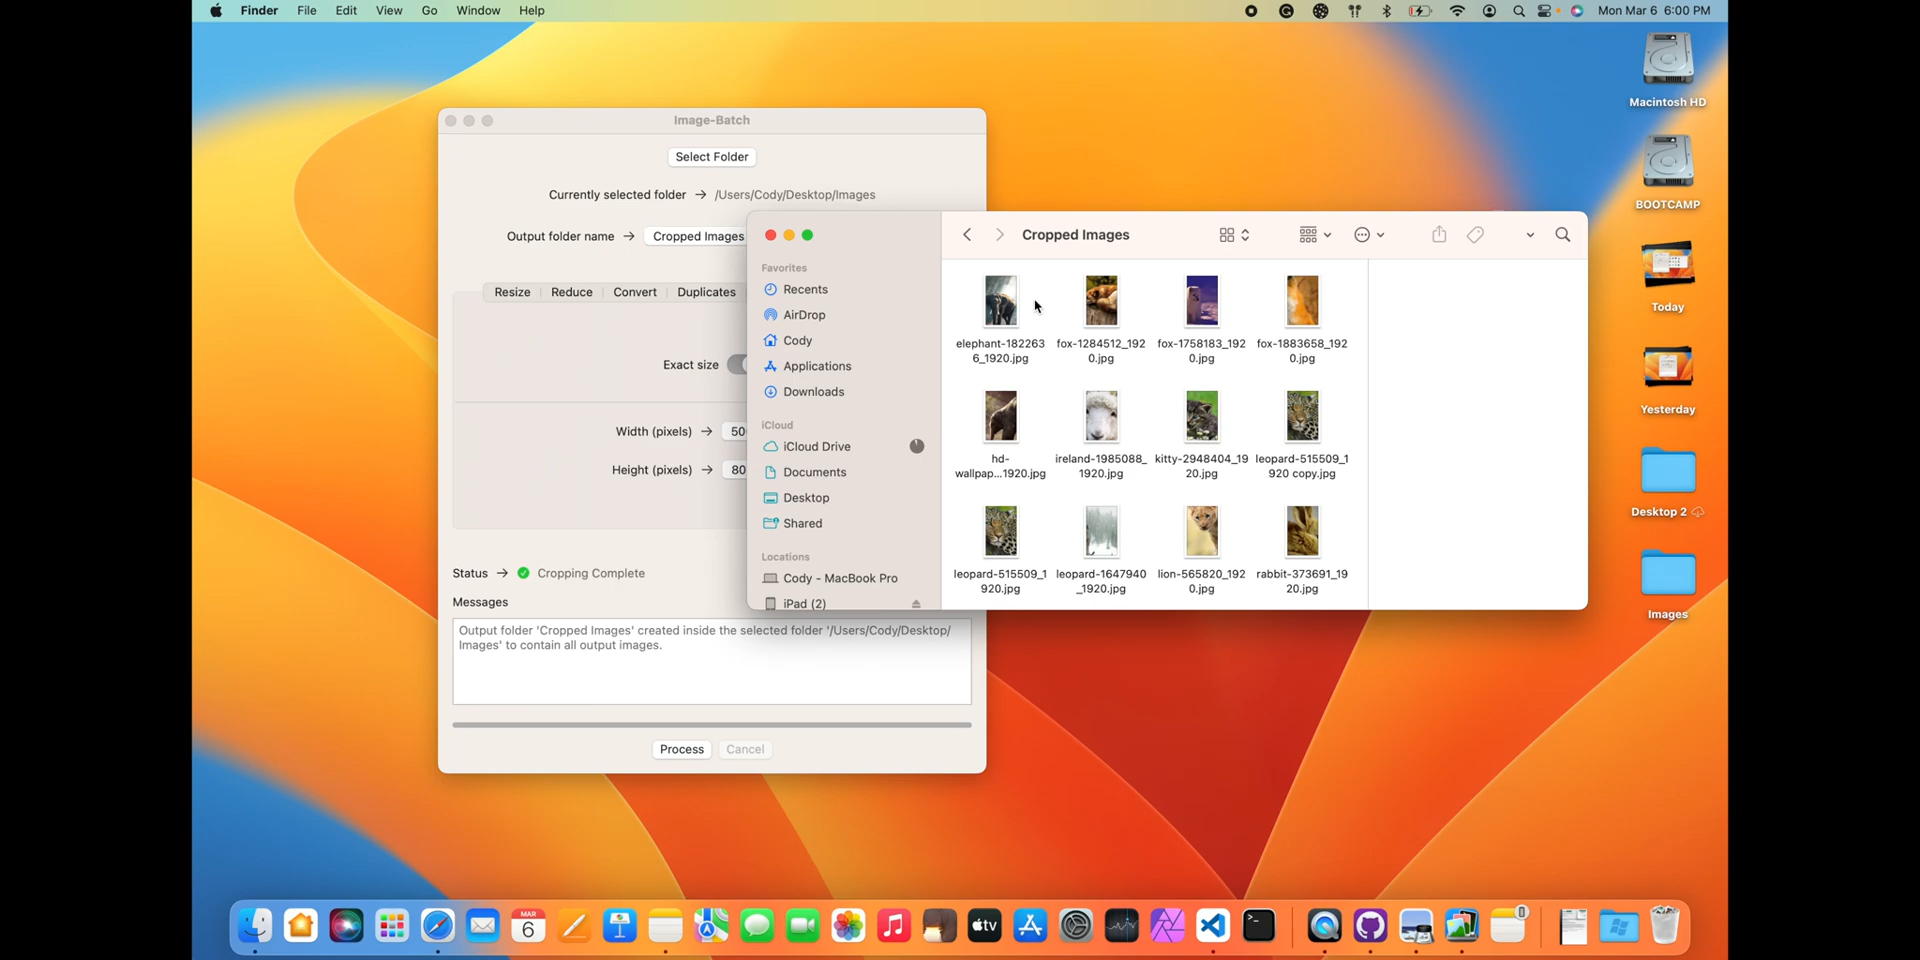 Finder File Edit View Go Window Help
Mon Mar 6 6:00 PM
Image-Batch
Select Folder
Currently selected folder → /Users/Cody/Desktop/Images
Output folder name → Cropped Images
Resize Reduce Convert Duplicates
Exact size
Width (pixels) → 50
Height (pixels) → 80
Status → Cropping Complete
Messages
Output folder 'Cropped Images' created inside the selected folder '/Users/Cody/Desktop/
Images' to contain all output images.
Process Cancel
Cropped Images
Favorites
Recents
AirDrop
Cody
Applications
Downloads
iCloud
iCloud Drive
Documents
Desktop
Shared
Locations
Cody - MacBook Pro
iPad (2)
elephant-182263 fox-1284512_192 fox-1758183_192 fox-1883658_192
6_1920.jpg 0.jpg 0.jpg 0.jpg
hd- ireland-1985088_ kitty-2948404_19 leopard-515509_1
wallpap...1920.jpg 1920.jpg 20.jpg 920 copy.jpg
leopard-515509_1 leopard-1647940 lion-565820_192 rabbit-373691_19
920.jpg _1920.jpg 0.jpg 20.jpg
Macintosh HD
BOOTCAMP
Today
Yesterday
Desktop 2
Images
MAR
6
tv